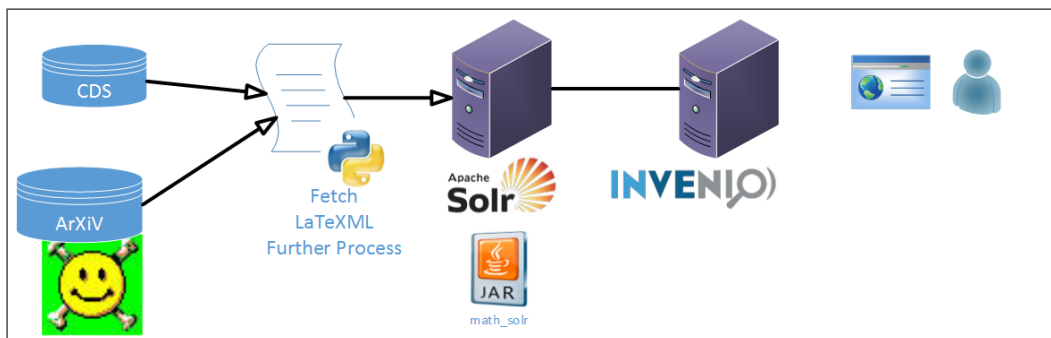 CDS
ArXiV
Fetch
LaTeXML
Further Process
Apache
Solr
JAR
math_solr
INVENIO